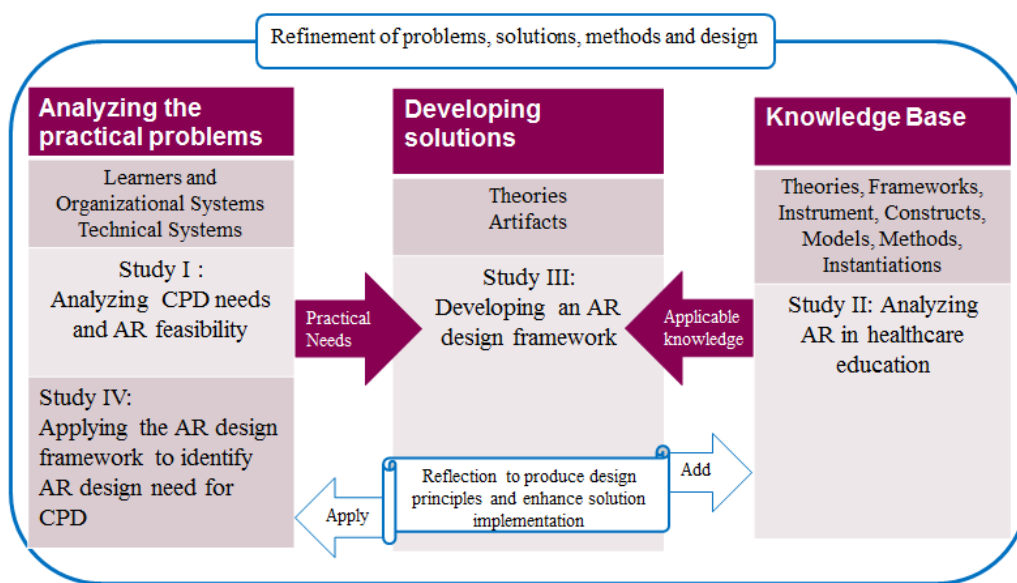 Refinement of problems, solutions, methods and design
Analyzing the
practical problems
Learners and
Organizational Systems
Technical Systems
Study I :
Analyzing CPD needs
and AR feasibility
Study IV:
Applying the AR design
framework to identify
AR design need for
CPD
Practical
Needs
Developing
solutions
Theories
Artifacts
Study III:
Developing an AR
design framework
Applicable
knowledge
Knowledge Base
Theories, Frameworks,
Instrument, Constructs,
Models, Methods,
Instantiations
Study II: Analyzing
AR in healthcare
education
Apply
Reflection to produce design
principles and enhance solution
implementation
Add